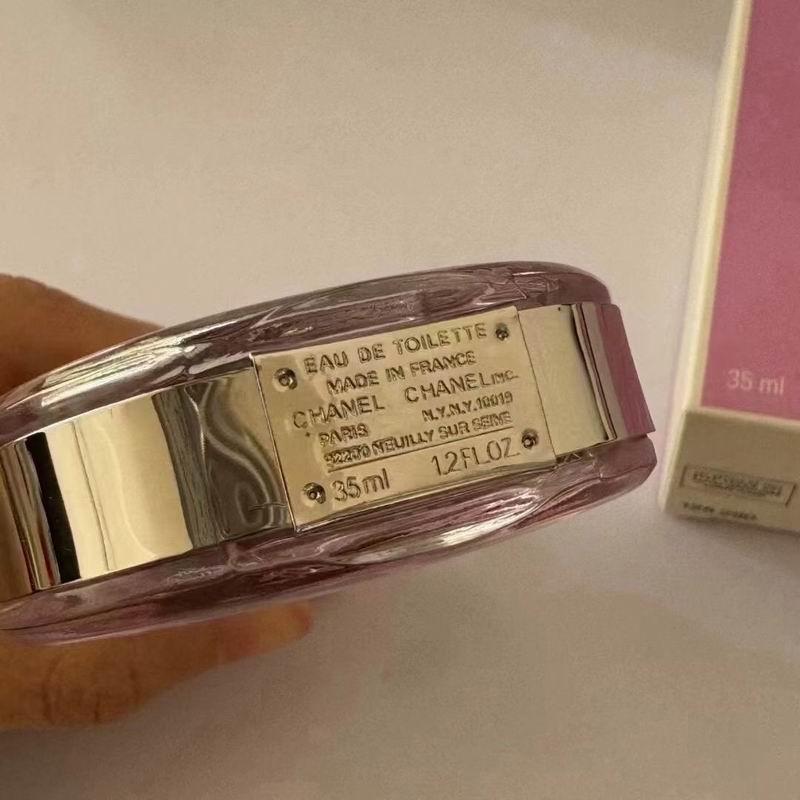 EAU DE TOILETTE
MADE IN FRANCE
CHANEL CHANEL INC.
PARIS N.Y.N.Y.10019
92200 NEUILLY SUR SEINE
35ml 1.2FL.OZ.
35 ml